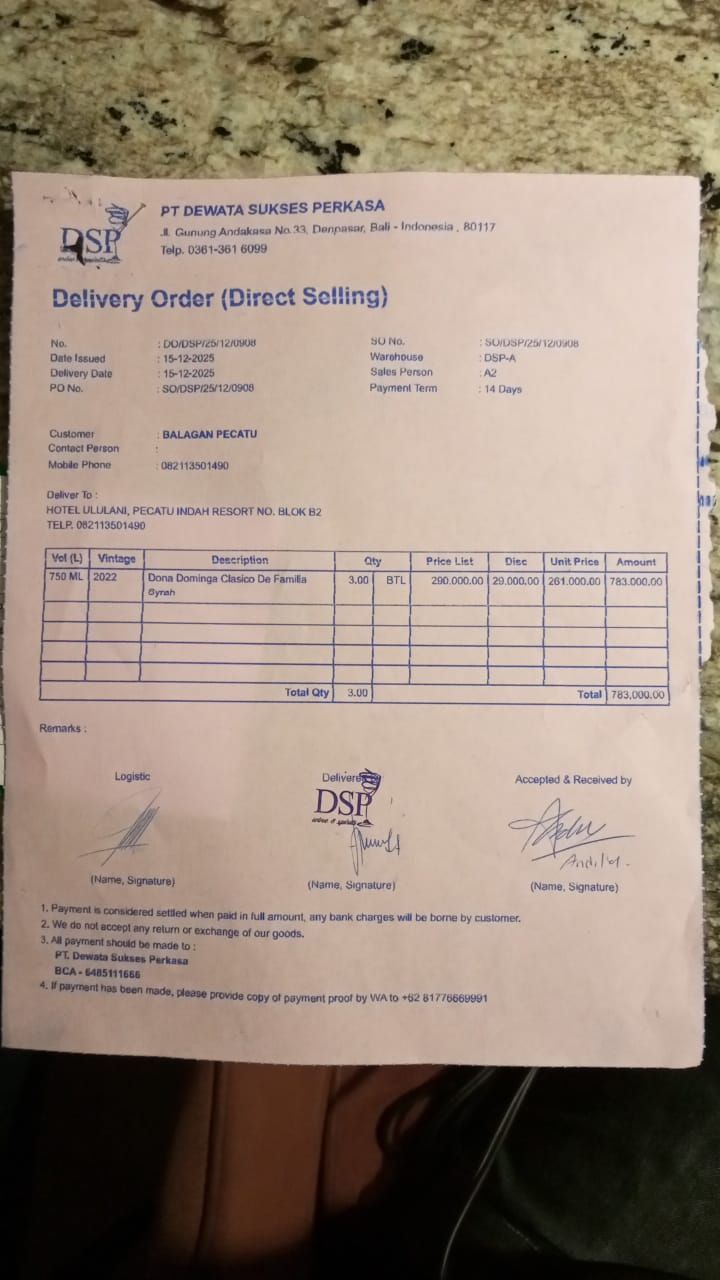 DSP
PT DEWATA SUKSES PERKASA
Jl. Gunung Andakasa No.33, Denpasar, Bali - Indonesia , 80117
Telp. 0361-361 6099
Delivery Order (Direct Selling)
No. : DO/DSP/25/12/0908 SO No. : SO/DSP/25/12/0908
Date Issued : 15-12-2025 Warehouse : DSP-A
Delivery Date : 15-12-2025 Sales Person : A2
PO No. : SO/DSP/25/12/0908 Payment Term : 14 Days
Customer : BALAGAN PECATU
Contact Person :
Mobile Phone : 082113501490
Deliver To :
HOTEL ULULANI, PECATU INDAH RESORT NO. BLOK B2
TELP. 082113501490
Vol (L) Vintage Description Qty Price List Disc Unit Price Amount
750 ML 2022 Dona Dominga Clasico De Familia 3.00 BTL 290.000.00 29.000.00 261.000.00 783.000.00
Syrah
Total Qty 3.00 Total 783,000.00
Remarks :
Logistic Delivered Accepted & Received by
DSP
(Name, Signature) (Name, Signature) (Name, Signature)
1. Payment is considered settled when paid in full amount, any bank charges will be borne by customer.
2. We do not accept any return or exchange of our goods.
3. All payment should be made to :
PT. Dewata Sukses Perkasa
BCA - 6485111666
4. If payment has been made, please provide copy of payment proof by WA to +62 81776669991